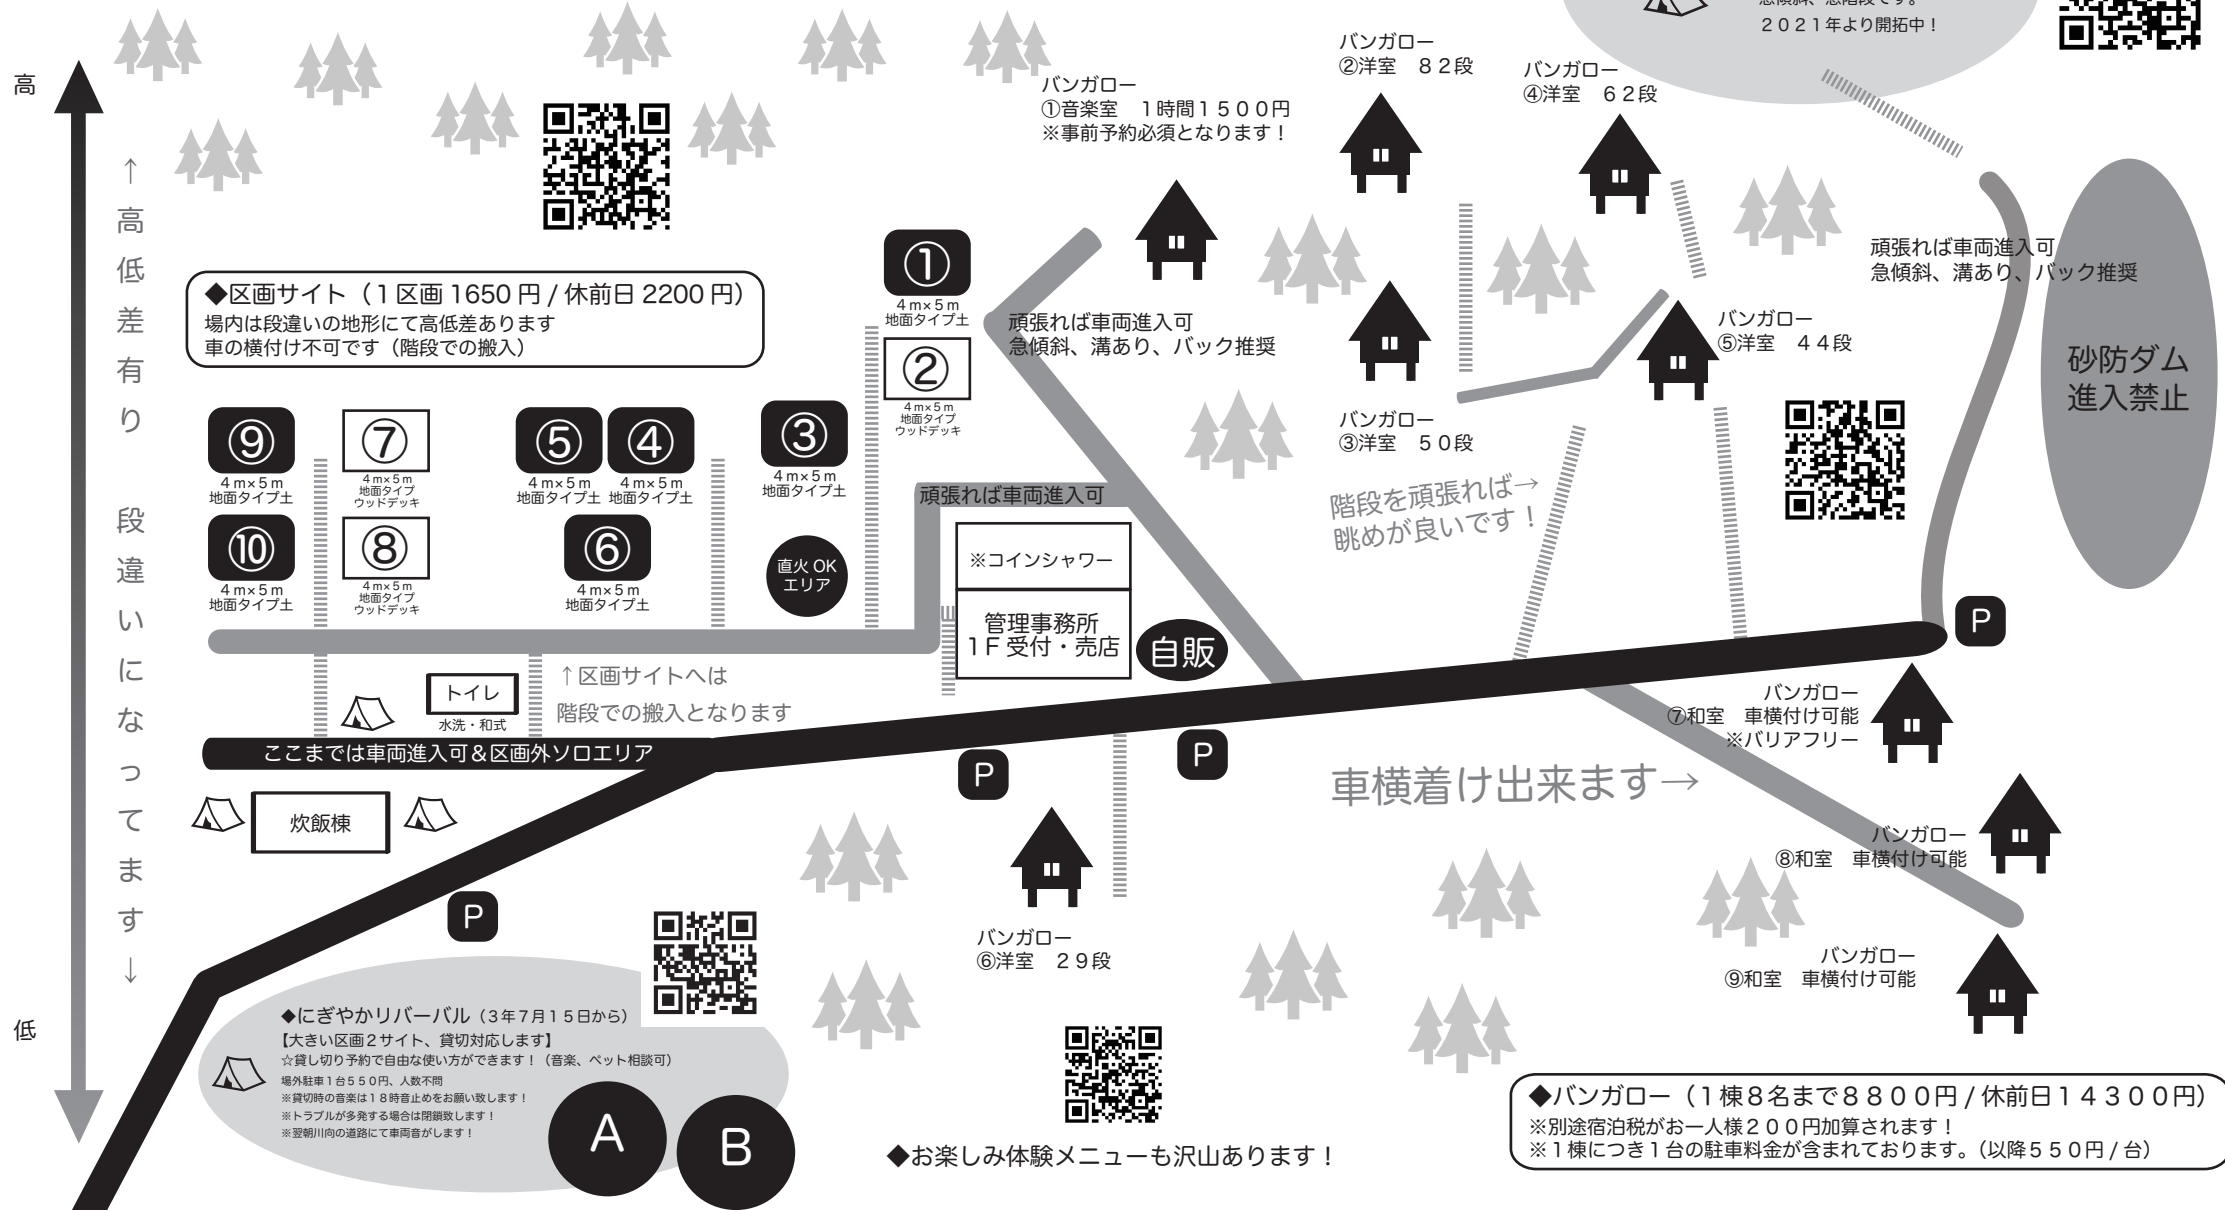 急傾斜、急階段です。
２０２１年より開拓中！
高
↑高低差有り　段違いになってます↓
低
バンガロー
①音楽室　１時間１５００円
※事前予約必須となります！
バンガロー
②洋室　８２段
バンガロー
④洋室　６２段
◆区画サイト（１区画 1650 円 / 休前日 2200 円）
場内は段違いの地形にて高低差あります
車の横付け不可です（階段での搬入）
①
４ｍ×５ｍ
地面タイプ土
②
４ｍ×５ｍ
地面タイプ
ウッドデッキ
頑張れば車両進入可
急傾斜、溝あり、バック推奨
頑張れば車両進入可
急傾斜、溝あり、バック推奨
砂防ダム
進入禁止
バンガロー
⑤洋室　４４段
バンガロー
③洋室　５０段
⑨
４ｍ×５ｍ
地面タイプ土
⑦
４ｍ×５ｍ
地面タイプ
ウッドデッキ
⑤
４ｍ×５ｍ
地面タイプ土
④
４ｍ×５ｍ
地面タイプ土
③
４ｍ×５ｍ
地面タイプ土
⑩
４ｍ×５ｍ
地面タイプ土
⑧
４ｍ×５ｍ
地面タイプ
ウッドデッキ
⑥
４ｍ×５ｍ
地面タイプ土
直火 OK
エリア
頑張れば車両進入可
※コインシャワー
管理事務所
１Ｆ 受付・売店
自販
階段を頑張れば→
眺めが良いです！
P
トイレ
水洗・和式
↑区画サイトへは
階段での搬入となります
ここまでは車両進入可＆区画外ソロエリア
炊飯棟
P
P
P
バンガロー
⑦和室　車横付け可能
※バリアフリー
車横着け出来ます→
バンガロー
⑧和室　車横付け可能
バンガロー
⑨和室　車横付け可能
バンガロー
⑥洋室　２９段
◆にぎやかリバーバル（３年７月１５日から）
【大きい区画２サイト、貸切対応します】
☆貸し切り予約で自由な使い方ができます！（音楽、ペット相談可）
場外駐車１台５５０円、人数不問
※貸切時の音楽は１８時音止めをお願い致します！
※トラブルが多発する場合は閉鎖致します！
※翌朝川向の道路にて車両音がします！
A
B
◆お楽しみ体験メニューも沢山あります！
◆バンガロー（１棟８名まで８８００円 / 休前日１４３００円）
※別途宿泊税がお一人様２００円加算されます！
※１棟につき１台の駐車料金が含まれております。（以降５５０円 / 台）